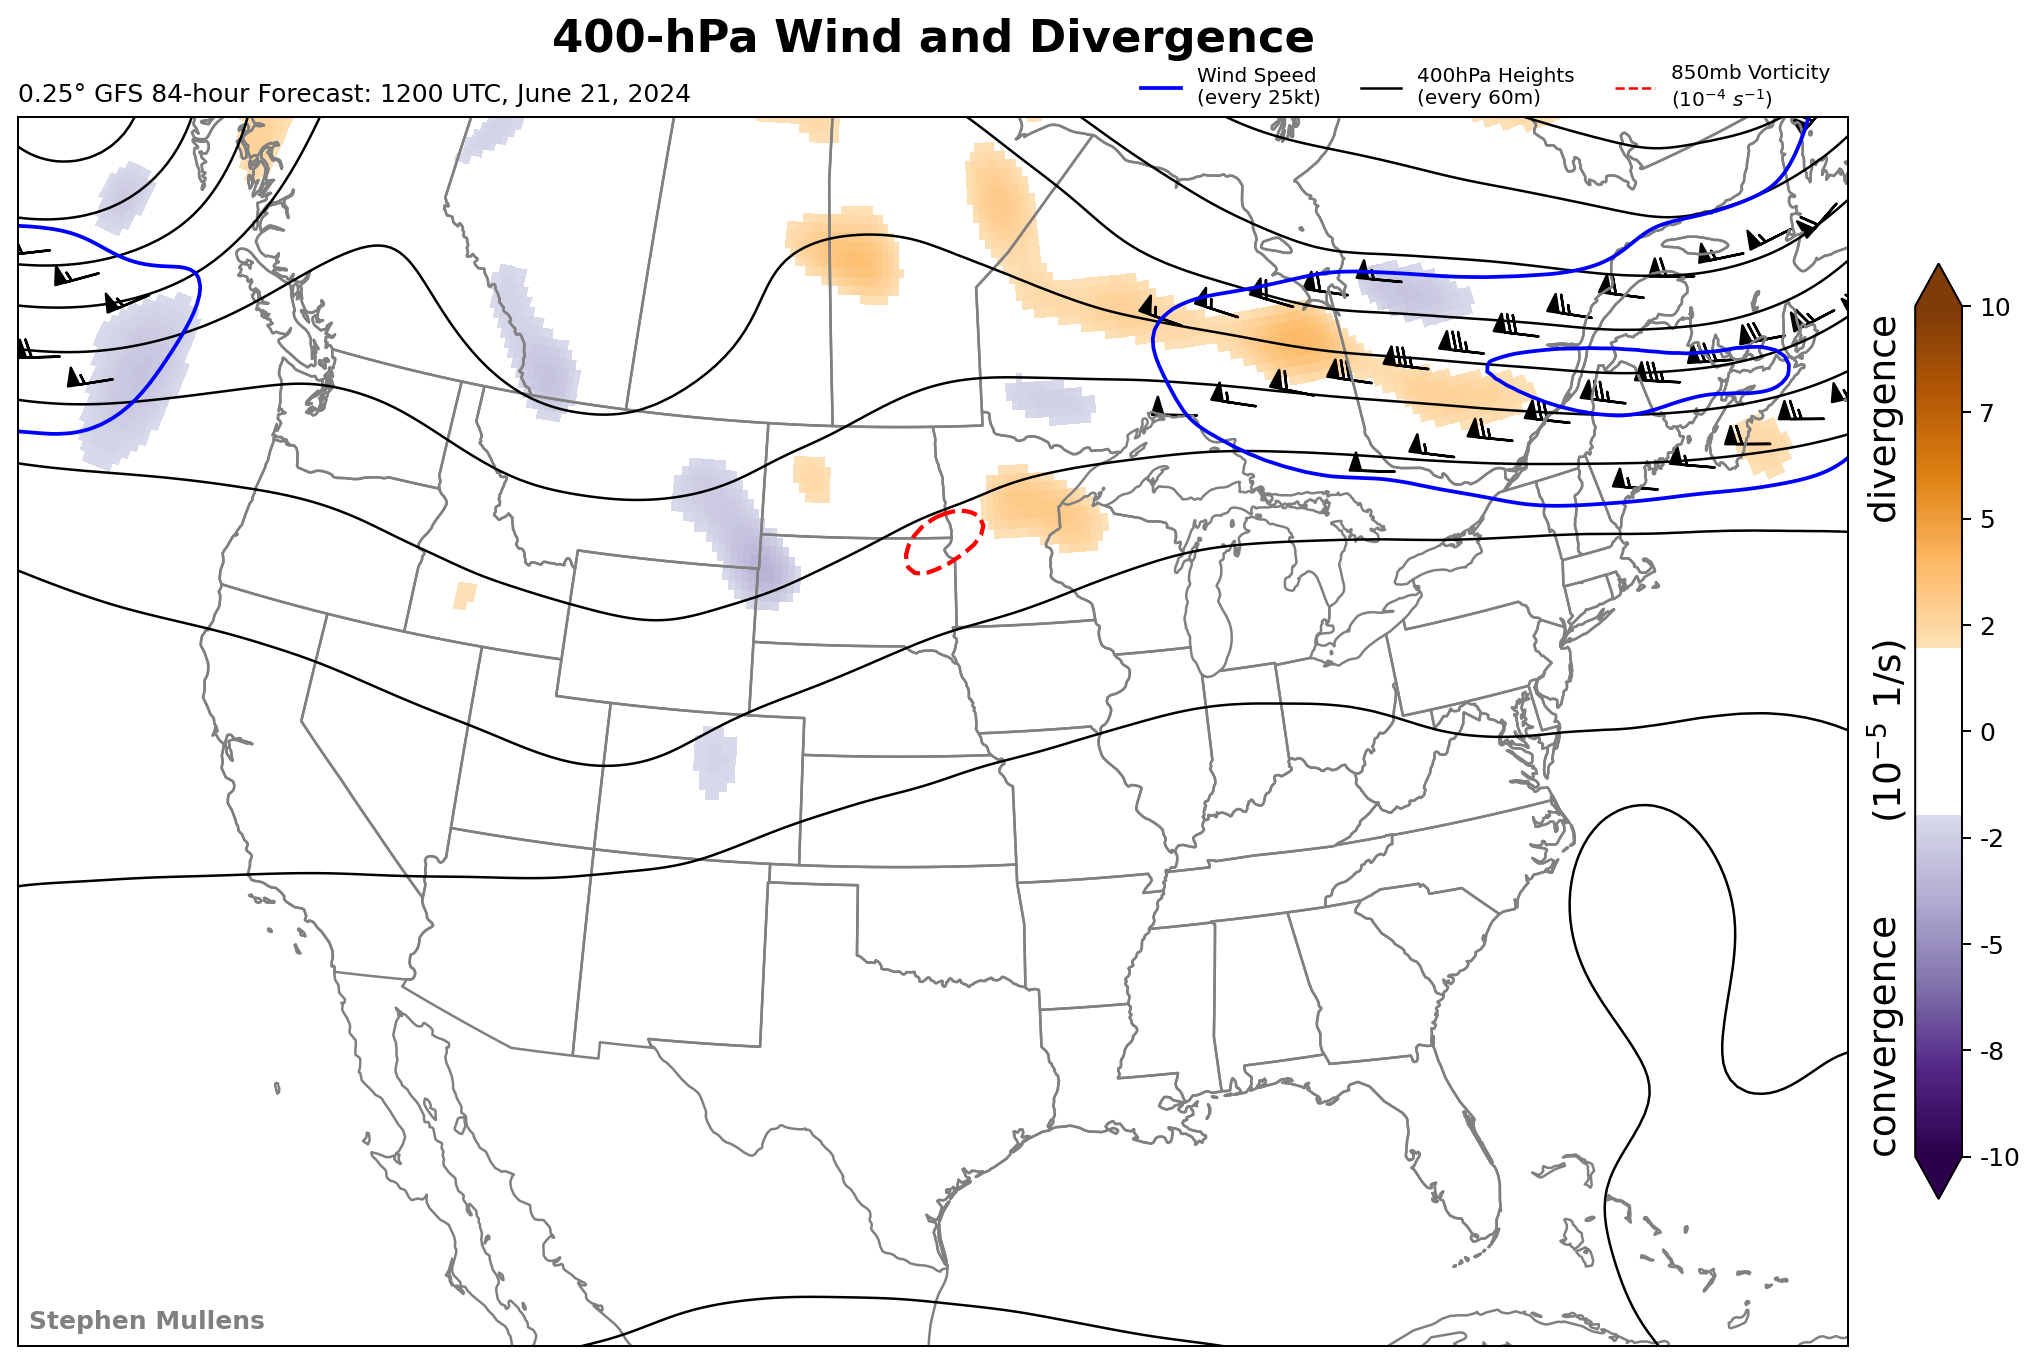 400-hPa Wind and Divergence
0.25° GFS 84-hour Forecast: 1200 UTC, June 21, 2024
Wind Speed
(every 25kt)
400hPa Heights
(every 60m)
850mb Vorticity
(10⁻⁴ s⁻¹)
10
7
5
2
0
-2
-5
-8
-10
convergence (10⁻⁵ 1/s) divergence
Stephen Mullens